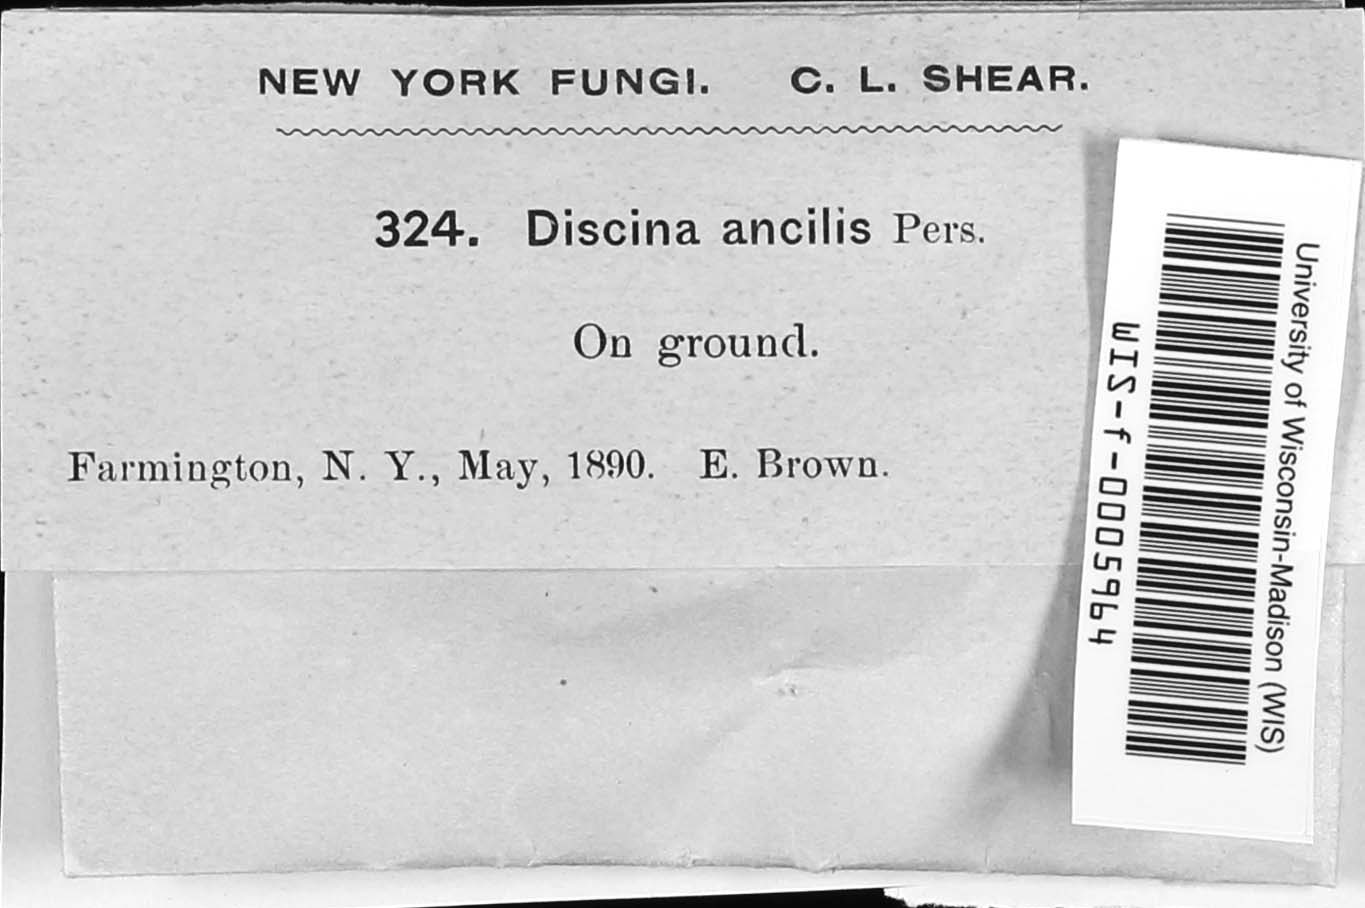 NEW YORK FUNGI. C. L. SHEAR.
324. Discina ancilis Pers.
On ground.
Farmington, N. Y., May, 1890. E. Brown.
University of Wisconsin-Madison (WIS)
WIS-f-0005964